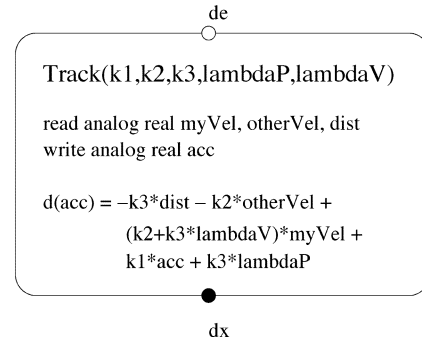 de
Track(k1,k2,k3,lambdaP,lambdaV)
read analog real myVel, otherVel, dist
write analog real acc
d(acc) = –k3*dist – k2*otherVel +
(k2+k3*lambdaV)*myVel +
k1*acc + k3*lambdaP
dx